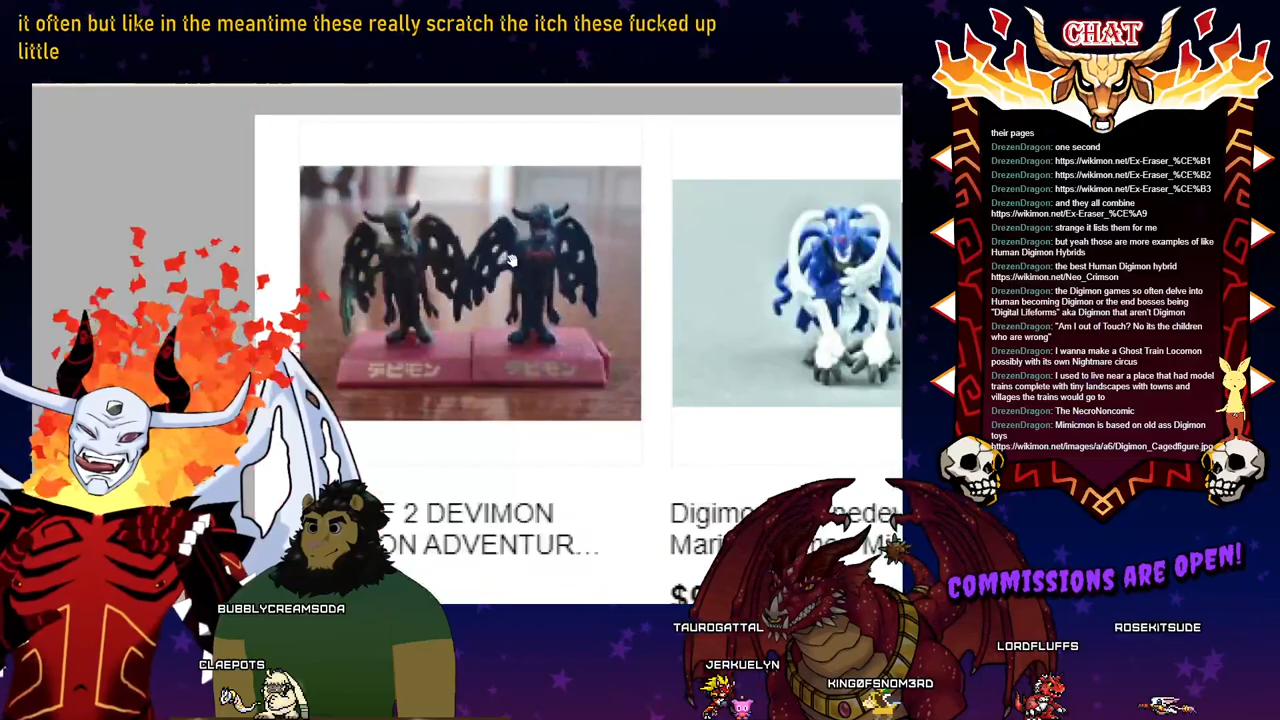 it often but like in the meantime these really scratch the itch these fucked up
little
CHAT
their pages
DrezenDragon: one second
DrezenDragon: https://wikimon.net/Ex-Eraser_%CE%B1
DrezenDragon: https://wikimon.net/Ex-Eraser_%CE%B2
DrezenDragon: https://wikimon.net/Ex-Eraser_%CE%B3
DrezenDragon: and they all combine
https://wikimon.net/Ex-Eraser_%CE%A9
DrezenDragon: strange it lists them for me
DrezenDragon: but yeah those are more examples of like
Human Digimon Hybrids
DrezenDragon: the best Human Digimon hybrid
https://wikimon.net/Neo_Crimson
DrezenDragon: the Digimon games so often delve into
Human becoming Digimon or the end bosses being
"Digital Lifeforms" aka Digimon that aren't Digimon
DrezenDragon: "Am I out of Touch? No its the children
who are wrong"
DrezenDragon: I wanna make a Ghost Train Locomon
possibly with its own Nightmare circus
DrezenDragon: I used to live near a place that had model
trains complete with tiny landscapes with towns and
villages the trains would go to
DrezenDragon: The NecroNoncomic
DrezenDragon: Mimicmon is based on old ass Digimon
toys
https://wikimon.net/images/a/a6/Digimon_Cagedfigure.jpg
デビモン
デビモン
F 2 DEVIMON
ON ADVENTUR...
Digimo
Mari
COMMISSIONS ARE OPEN!
BUBBLYCREAMSODA
CLAEPOTS
TAUROGATTAL
JERKUELYN
KINGØFSNOM3RD
LORDFLUFFS
ROSEKITSUDE